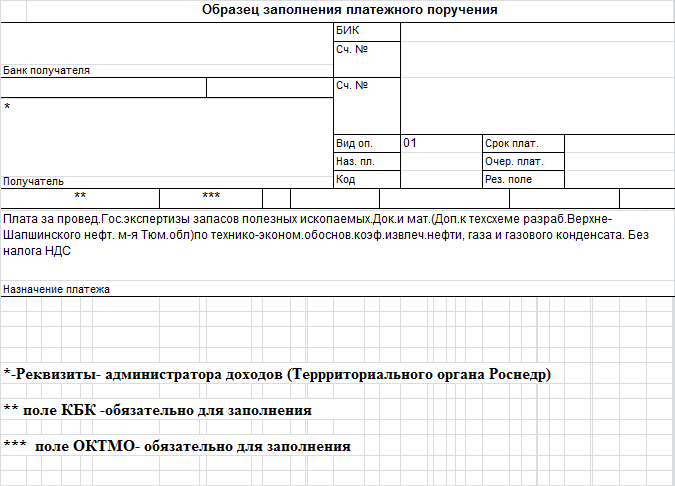 Образец заполнения платежного поручения
БИК
Сч. №
Банк получателя
Сч. №
*
Вид оп. 01 Срок плат.
Наз. пл. Очер. плат.
Получатель Код Рез. поле
** ***
Плата за провед.Гос.экспертизы запасов полезных ископаемых.Док.и мат.(Доп.к техсхеме разраб.Верхне-
Шапшинского нефт. м-я Тюм.обл)по технико-эконом.обоснов.коэф.извлеч.нефти, газа и газового конденсата. Без
налога НДС
Назначение платежа
*-Реквизиты- администратора доходов (Террриториального органа Роснедр)
** поле КБК -обязательно для заполнения
*** поле ОКТМО- обязательно для заполнения